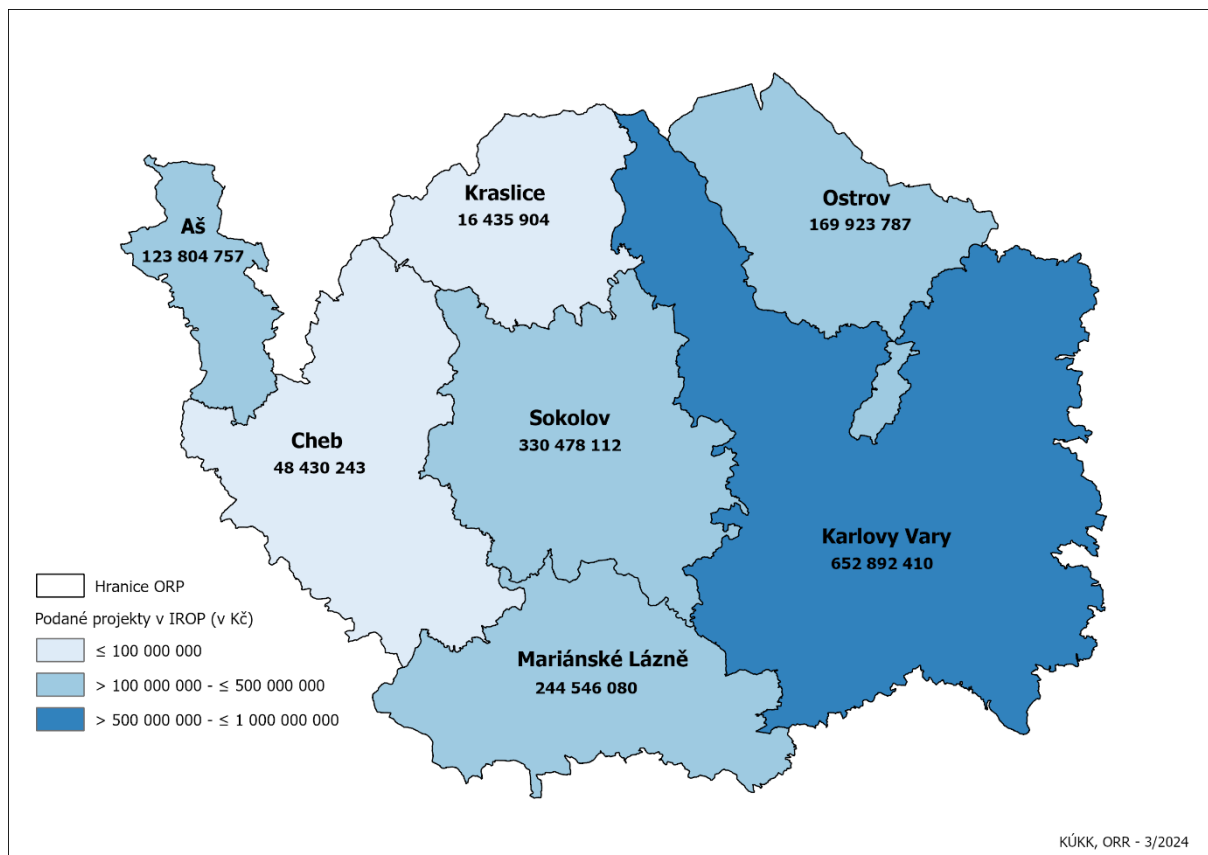 Kraslice
16 435 904
Ostrov
169 923 787
Aš
123 804 757
Sokolov
330 478 112
Cheb
48 430 243
Karlovy Vary
652 892 410
Mariánské Lázně
244 546 080
Hranice ORP
Podané projekty v IROP (v Kč)
≤ 100 000 000
> 100 000 000 - ≤ 500 000 000
> 500 000 000 - ≤ 1 000 000 000
KÚKK, ORR - 3/2024